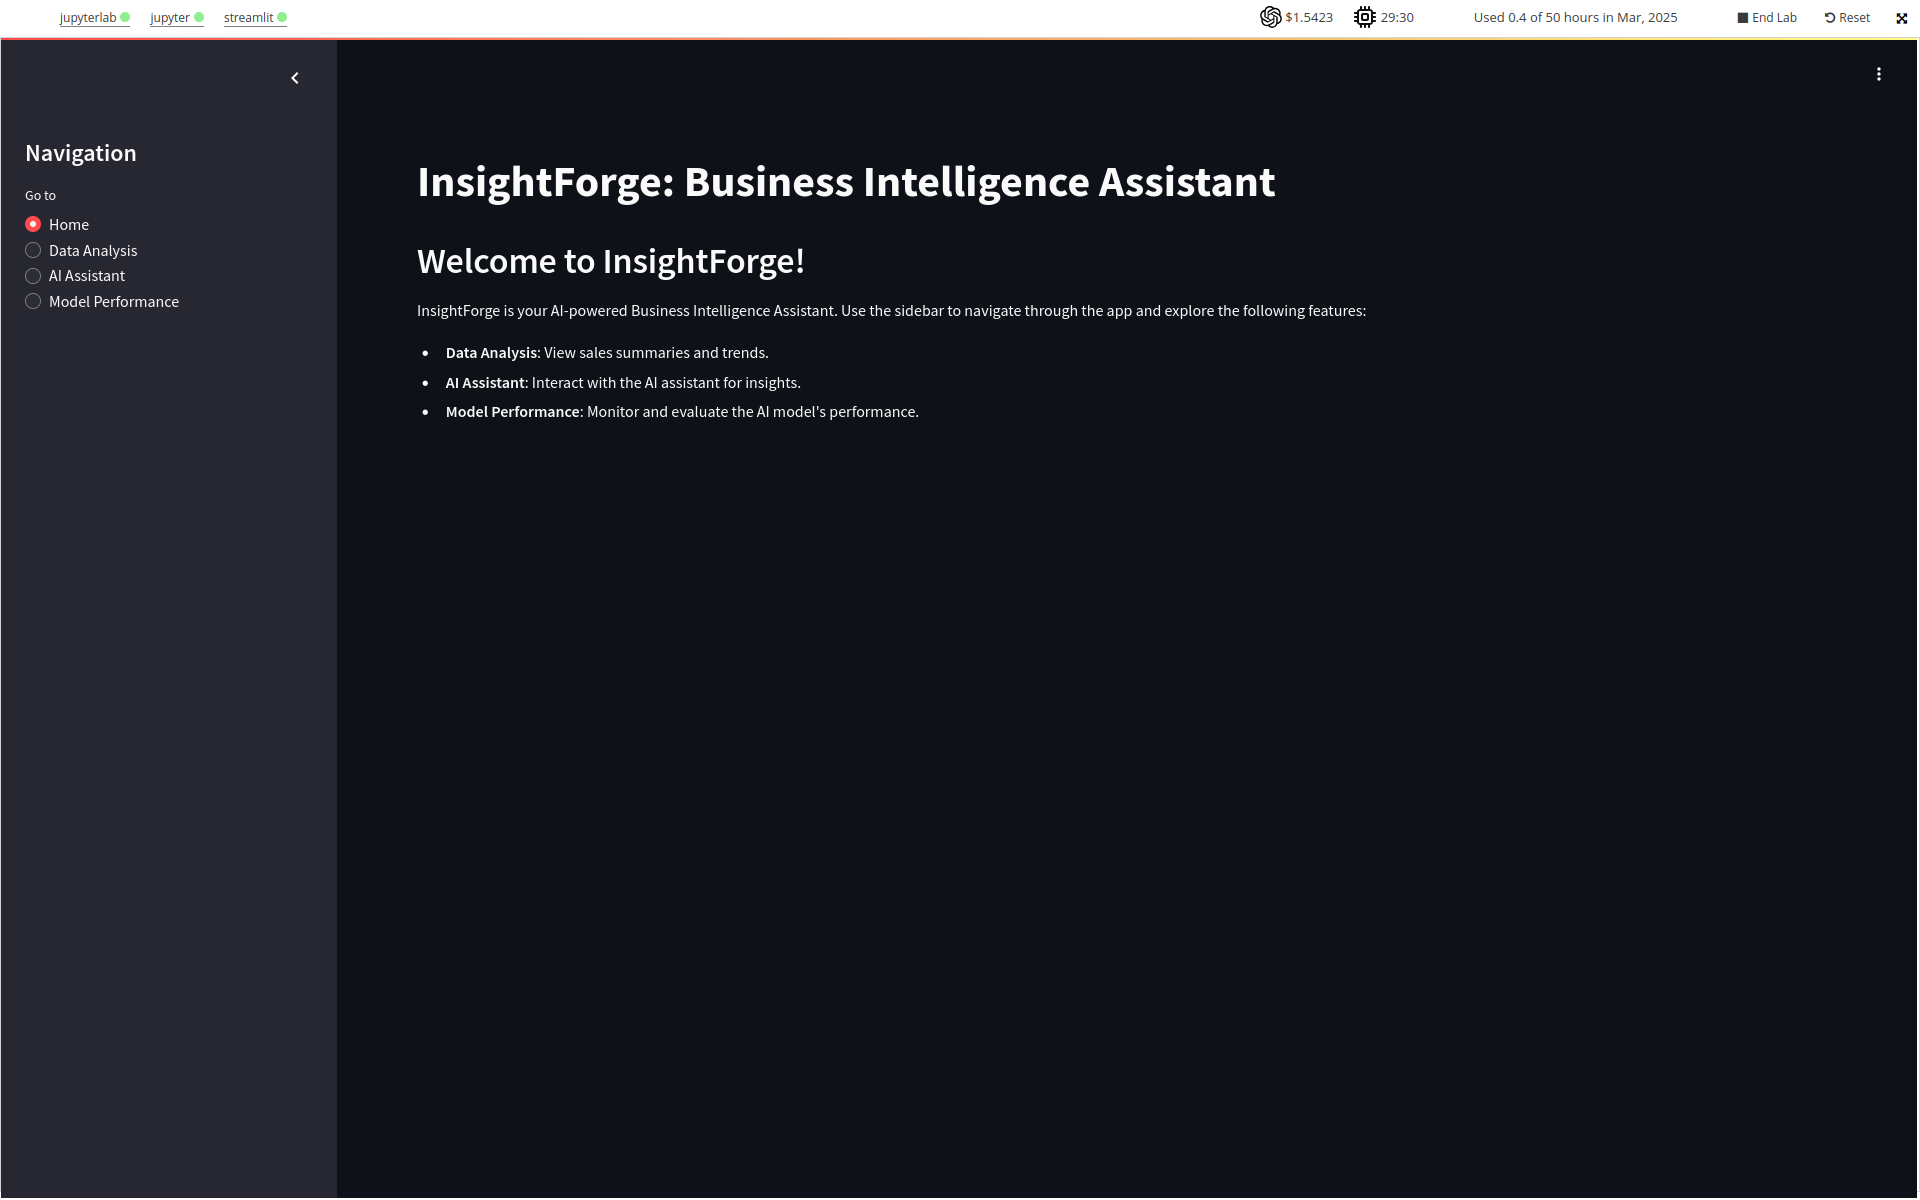 jupyterlab jupyter streamlit $1.5423 29:30 Used 0.4 of 50 hours in Mar, 2025 End Lab Reset
Navigation
Go to
Home
Data Analysis
AI Assistant
Model Performance
InsightForge: Business Intelligence Assistant
Welcome to InsightForge!
InsightForge is your AI-powered Business Intelligence Assistant. Use the sidebar to navigate through the app and explore the following features:
• Data Analysis: View sales summaries and trends.
• AI Assistant: Interact with the AI assistant for insights.
• Model Performance: Monitor and evaluate the AI model's performance.